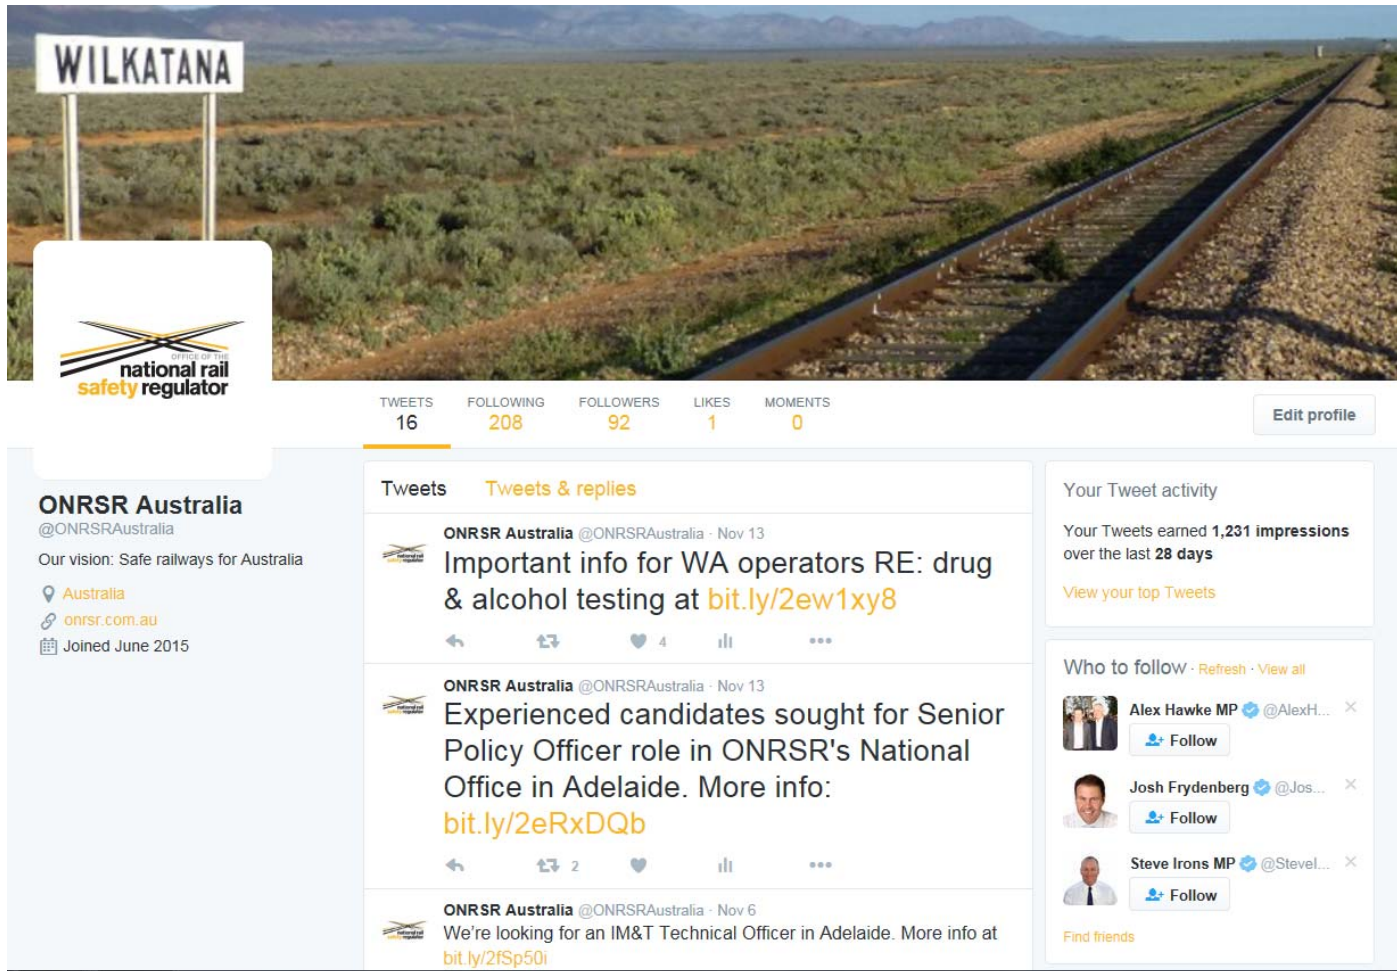 WILKATANA
OFFICE OF THE
national rail
safety regulator
TWEETS
16
FOLLOWING
208
FOLLOWERS
92
LIKES
1
MOMENTS
0
Edit profile
ONRSR Australia
@ONRSRAustralia
Our vision: Safe railways for Australia
Australia
onrsr.com.au
Joined June 2015
Tweets Tweets & replies
ONRSR Australia @ONRSRAustralia · Nov 13
Important info for WA operators RE: drug
& alcohol testing at bit.ly/2ew1xy8
4
ONRSR Australia @ONRSRAustralia · Nov 13
Experienced candidates sought for Senior
Policy Officer role in ONRSR's National
Office in Adelaide. More info:
bit.ly/2eRxDQb
2
ONRSR Australia @ONRSRAustralia · Nov 6
We're looking for an IM&T Technical Officer in Adelaide. More info at
bit.ly/2fSp50i
Your Tweet activity
Your Tweets earned 1,231 impressions
over the last 28 days
View your top Tweets
Who to follow · Refresh · View all
Alex Hawke MP @AlexH...
Follow
Josh Frydenberg @Jos...
Follow
Steve Irons MP @SteveI...
Follow
Find friends